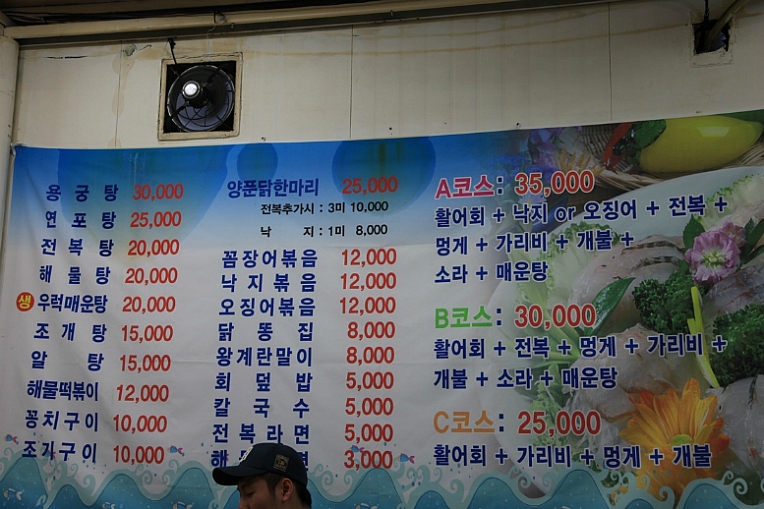 용궁탕 30,000
연포탕 25,000
전복탕 20,000
해물탕 20,000
생 우럭매운탕 20,000
조개탕 15,000
알탕 15,000
해물떡볶이 12,000
꽁치구이 10,000
조기구이 10,000
양푼닭한마리 25,000
전복추가시 : 3미 10,000
낙지 : 1미 8,000
꼼장어볶음 12,000
낙지볶음 12,000
오징어볶음 12,000
닭똥집 8,000
왕계란말이 8,000
회덮밥 5,000
칼국수 5,000
전복라면 5,000
3,000
A코스: 35,000
활어회 + 낙지 or 오징어 + 전복 +
멍게 + 가리비 + 개불 +
소라 + 매운탕
B코스: 30,000
활어회 + 전복 + 멍게 + 가리비 +
개불 + 소라 + 매운탕
C코스: 25,000
활어회 + 가리비 + 멍게 + 개불